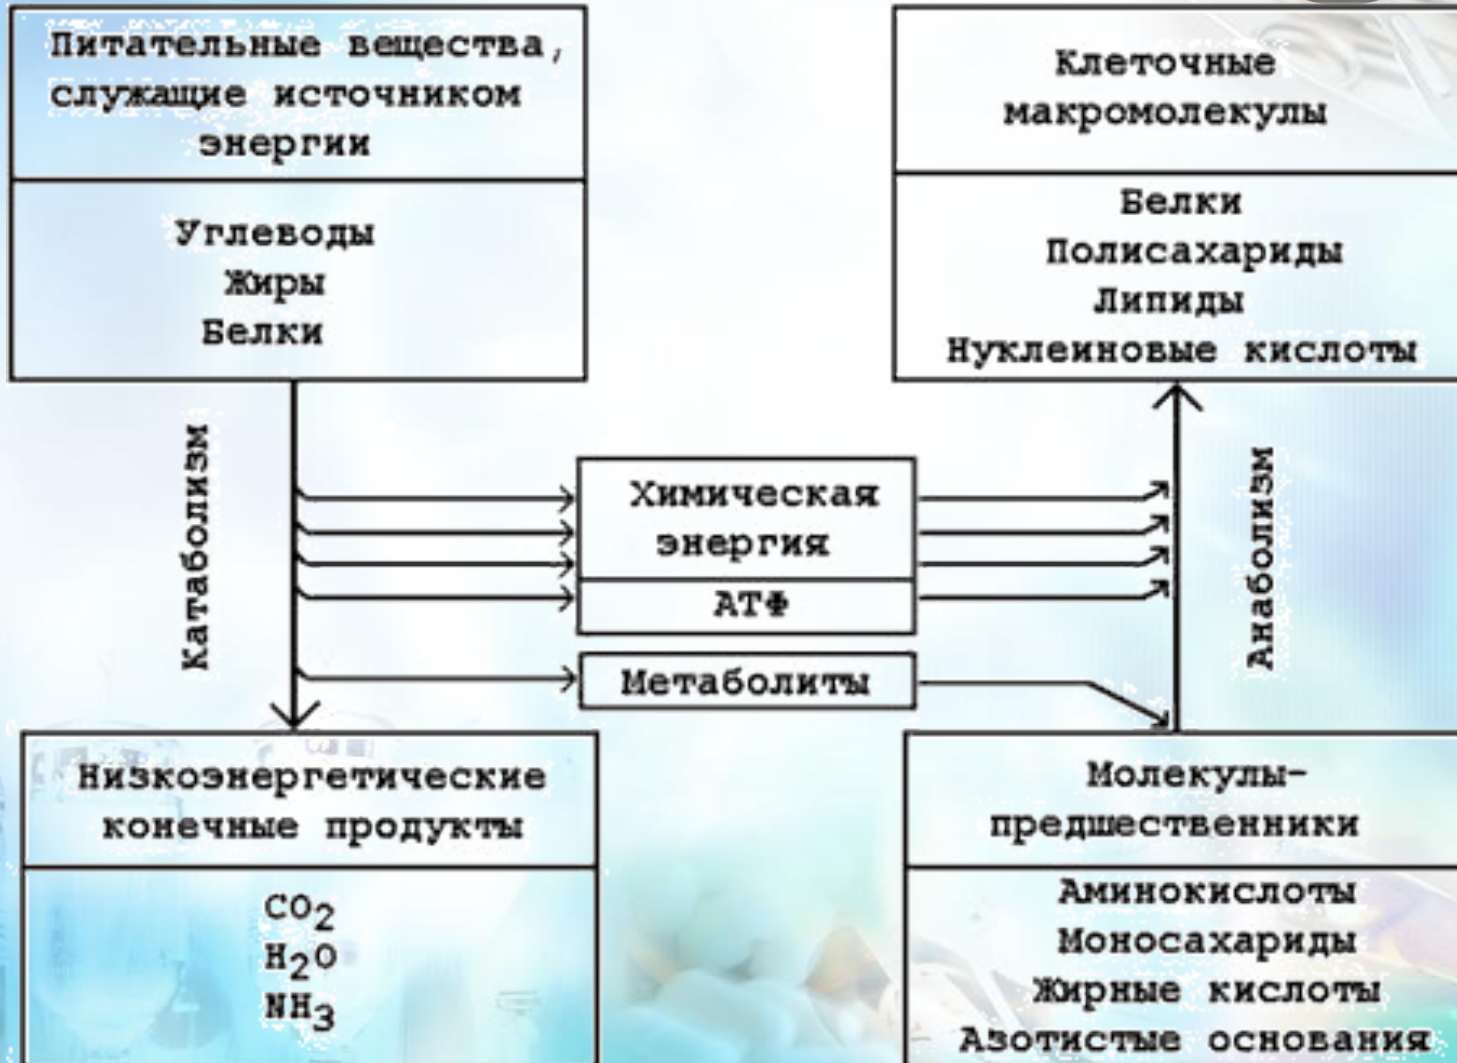 Питательные вещества,
служащие источником
энергии
Углеводы
Жиры
Белки
Клеточные
макромолекулы
Белки
Полисахариды
Липиды
Нуклеиновые кислоты
Катаболизм
Химическая
энергия
АТФ
Метаболиты
Анаболизм
Низкоэнергетические
конечные продукты
CO2
H2O
NH3
Молекулы-
предшественники
Аминокислоты
Моносахариды
Жирные кислоты
Азотистые основания